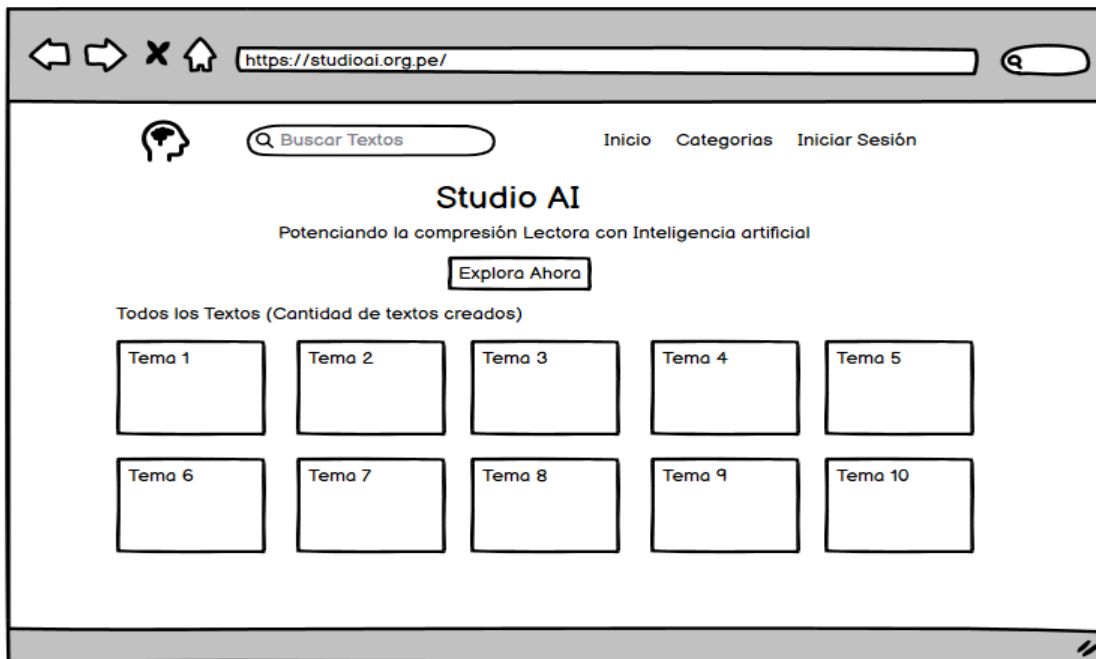 https://studioai.org.pe/
Buscar Textos Inicio Categorias Iniciar Sesión
Studio AI
Potenciando la compresión Lectora con Inteligencia artificial
Explora Ahora
Todos los Textos (Cantidad de textos creados)
Tema 1 Tema 2 Tema 3 Tema 4 Tema 5
Tema 6 Tema 7 Tema 8 Tema 9 Tema 10